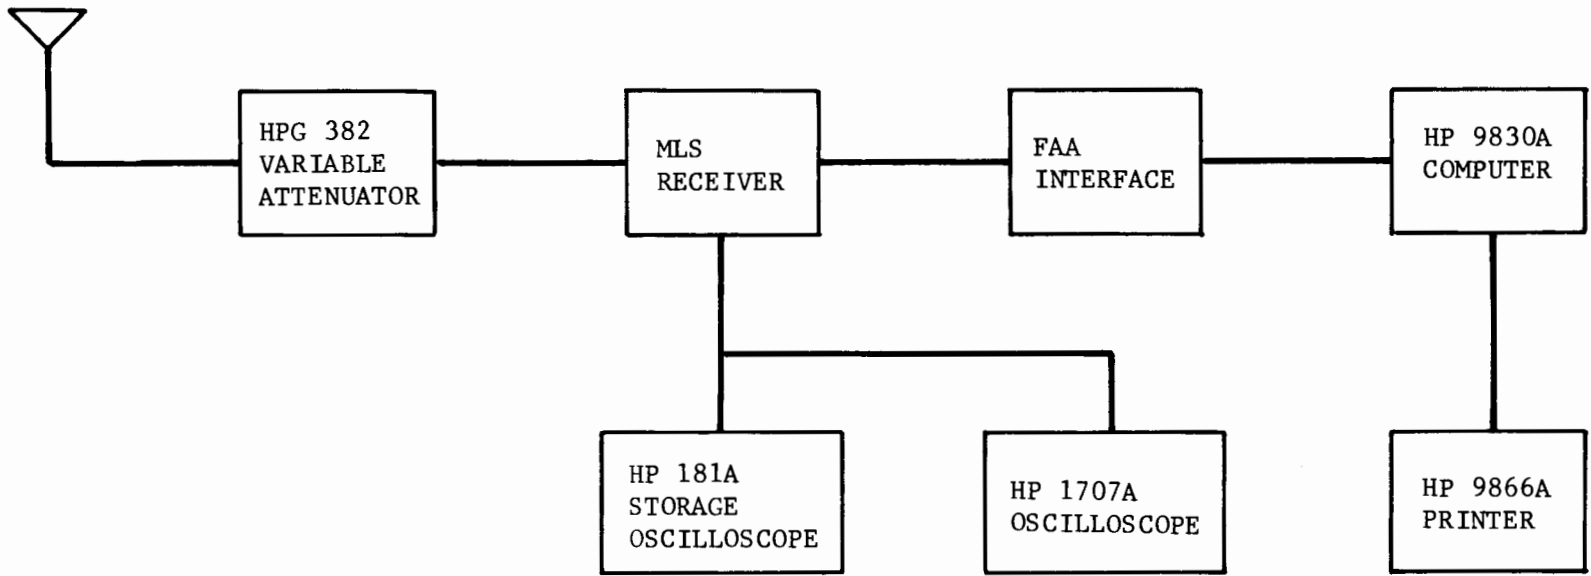 HPG 382
VARIABLE
ATTENUATOR
MLS
RECEIVER
FAA
INTERFACE
HP 9830A
COMPUTER
HP 181A
STORAGE
OSCILLOSCOPE
HP 1707A
OSCILLOSCOPE
HP 9866A
PRINTER